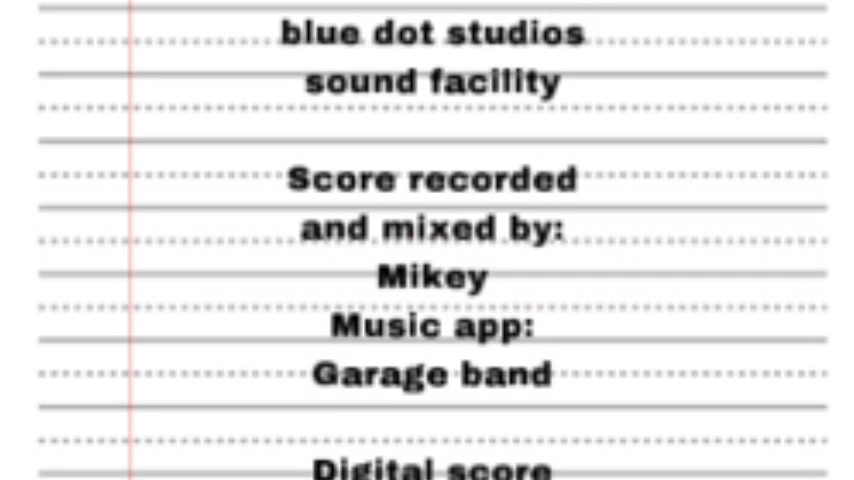 blue dot studios
sound facility
Score recorded
and mixed by:
Mikey
Music app:
Garage band
Digital score